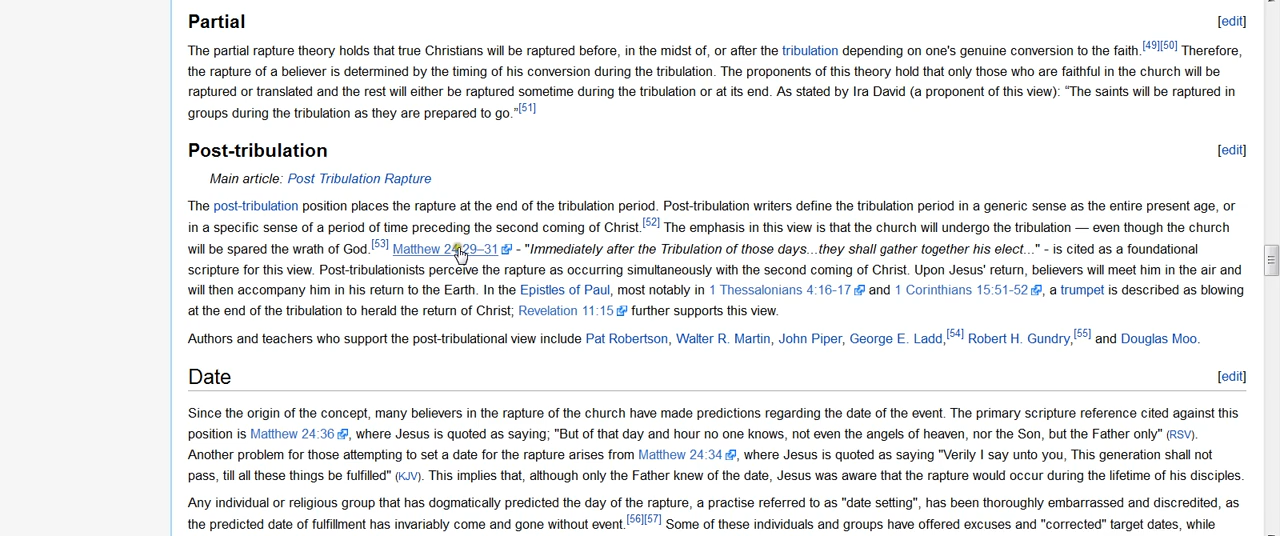 Partial [edit]
The partial rapture theory holds that true Christians will be raptured before, in the midst of, or after the tribulation depending on one's genuine conversion to the faith.[49][50] Therefore,
the rapture of a believer is determined by the timing of his conversion during the tribulation. The proponents of this theory hold that only those who are faithful in the church will be
raptured or translated and the rest will either be raptured sometime during the tribulation or at its end. As stated by Ira David (a proponent of this view): “The saints will be raptured in
groups during the tribulation as they are prepared to go.”[51]
Post-tribulation [edit]
Main article: Post Tribulation Rapture
The post-tribulation position places the rapture at the end of the tribulation period. Post-tribulation writers define the tribulation period in a generic sense as the entire present age, or
in a specific sense of a period of time preceding the second coming of Christ.[52] The emphasis in this view is that the church will undergo the tribulation — even though the church
will be spared the wrath of God.[53] Matthew 24:29–31 - "Immediately after the Tribulation of those days...they shall gather together his elect..." - is cited as a foundational
scripture for this view. Post-tribulationists perceive the rapture as occurring simultaneously with the second coming of Christ. Upon Jesus' return, believers will meet him in the air and
will then accompany him in his return to the Earth. In the Epistles of Paul, most notably in 1 Thessalonians 4:16-17 and 1 Corinthians 15:51-52, a trumpet is described as blowing
at the end of the tribulation to herald the return of Christ; Revelation 11:15 further supports this view.
Authors and teachers who support the post-tribulational view include Pat Robertson, Walter R. Martin, John Piper, George E. Ladd,[54] Robert H. Gundry,[55] and Douglas Moo.
Date [edit]
Since the origin of the concept, many believers in the rapture of the church have made predictions regarding the date of the event. The primary scripture reference cited against this
position is Matthew 24:36, where Jesus is quoted as saying; "But of that day and hour no one knows, not even the angels of heaven, nor the Son, but the Father only" (RSV).
Another problem for those attempting to set a date for the rapture arises from Matthew 24:34, where Jesus is quoted as saying "Verily I say unto you, This generation shall not
pass, till all these things be fulfilled" (KJV). This implies that, although only the Father knew of the date, Jesus was aware that the rapture would occur during the lifetime of his disciples.
Any individual or religious group that has dogmatically predicted the day of the rapture, a practise referred to as "date setting", has been thoroughly embarrassed and discredited, as
the predicted date of fulfillment has invariably come and gone without event.[56][57] Some of these individuals and groups have offered excuses and "corrected" target dates, while